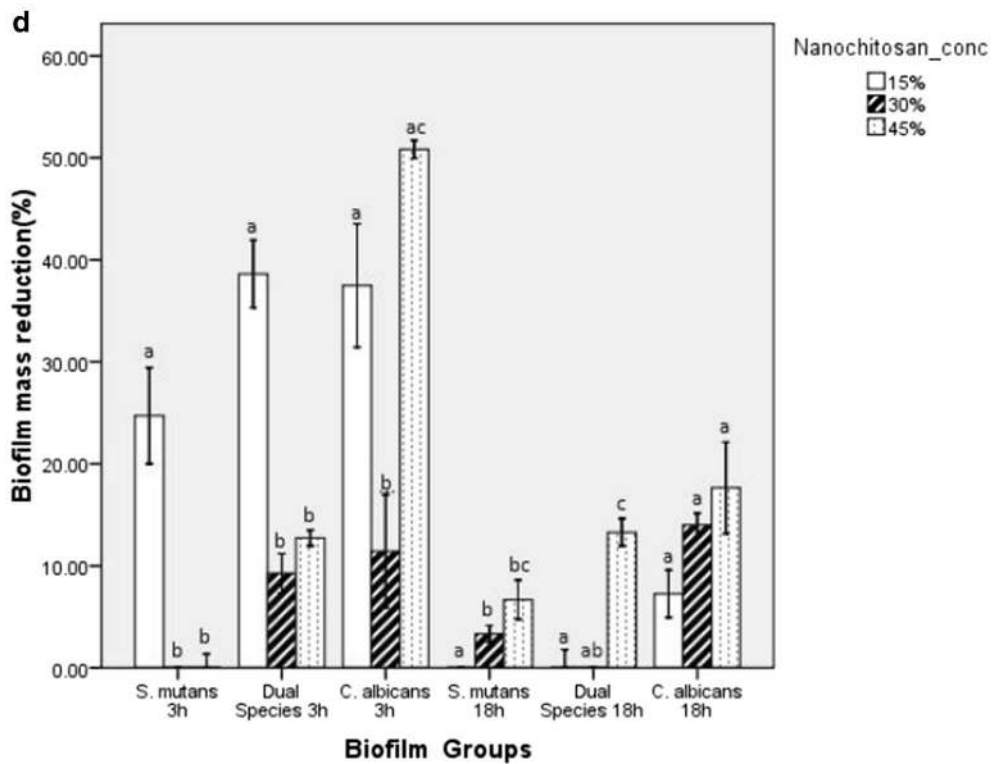 d
60.00
50.00
40.00
30.00
20.00
10.00
0.00
Biofilm mass reduction(%)
a
b
b
a
b
b
a
b
ac
a
b
bc
a
ab
c
a
a
a
S. mutans
3h
Dual
Species 3h
C. albicans
3h
S. mutans
18h
Dual
Species 18h
C. albicans
18h
Biofilm Groups
Nanochitosan_conc
15%
30%
45%